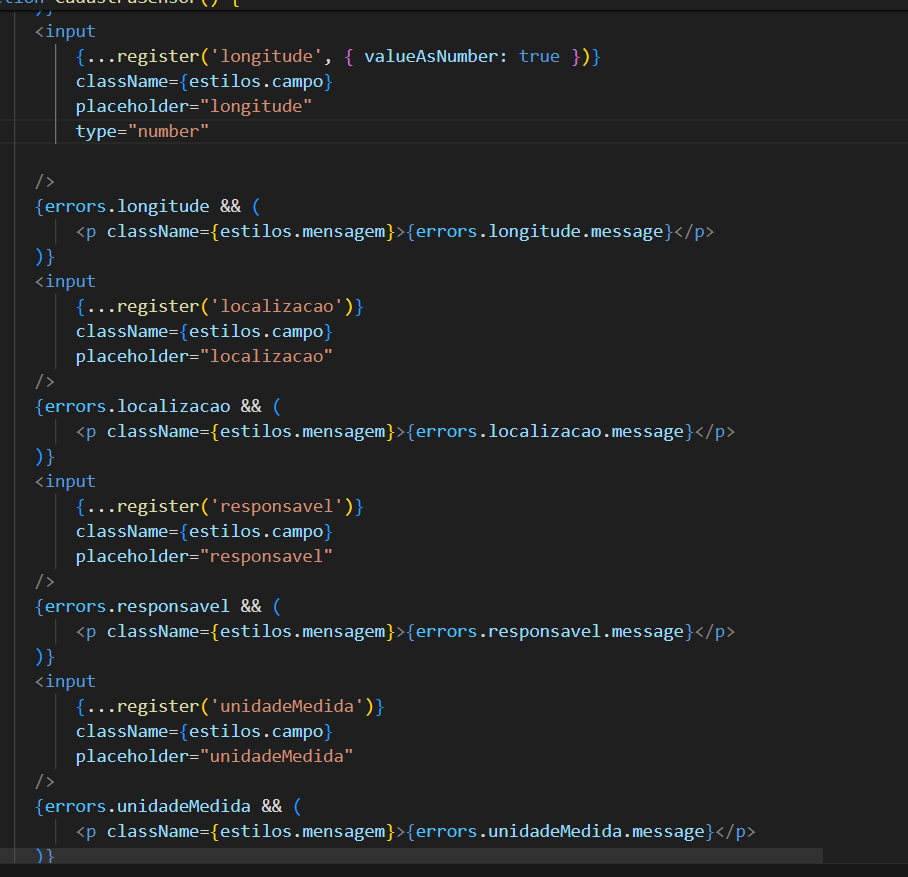 ction CadastraSensor() {
)}
<input
{...register('longitude', { valueAsNumber: true })}
className={estilos.campo}
placeholder="longitude"
type="number"
/>
{errors.longitude && (
<p className={estilos.mensagem}>{errors.longitude.message}</p>
)}
<input
{...register('localizacao')}
className={estilos.campo}
placeholder="localizacao"
/>
{errors.localizacao && (
<p className={estilos.mensagem}>{errors.localizacao.message}</p>
)}
<input
{...register('responsavel')}
className={estilos.campo}
placeholder="responsavel"
/>
{errors.responsavel && (
<p className={estilos.mensagem}>{errors.responsavel.message}</p>
)}
<input
{...register('unidadeMedida')}
className={estilos.campo}
placeholder="unidadeMedida"
/>
{errors.unidadeMedida && (
<p className={estilos.mensagem}>{errors.unidadeMedida.message}</p>
)}